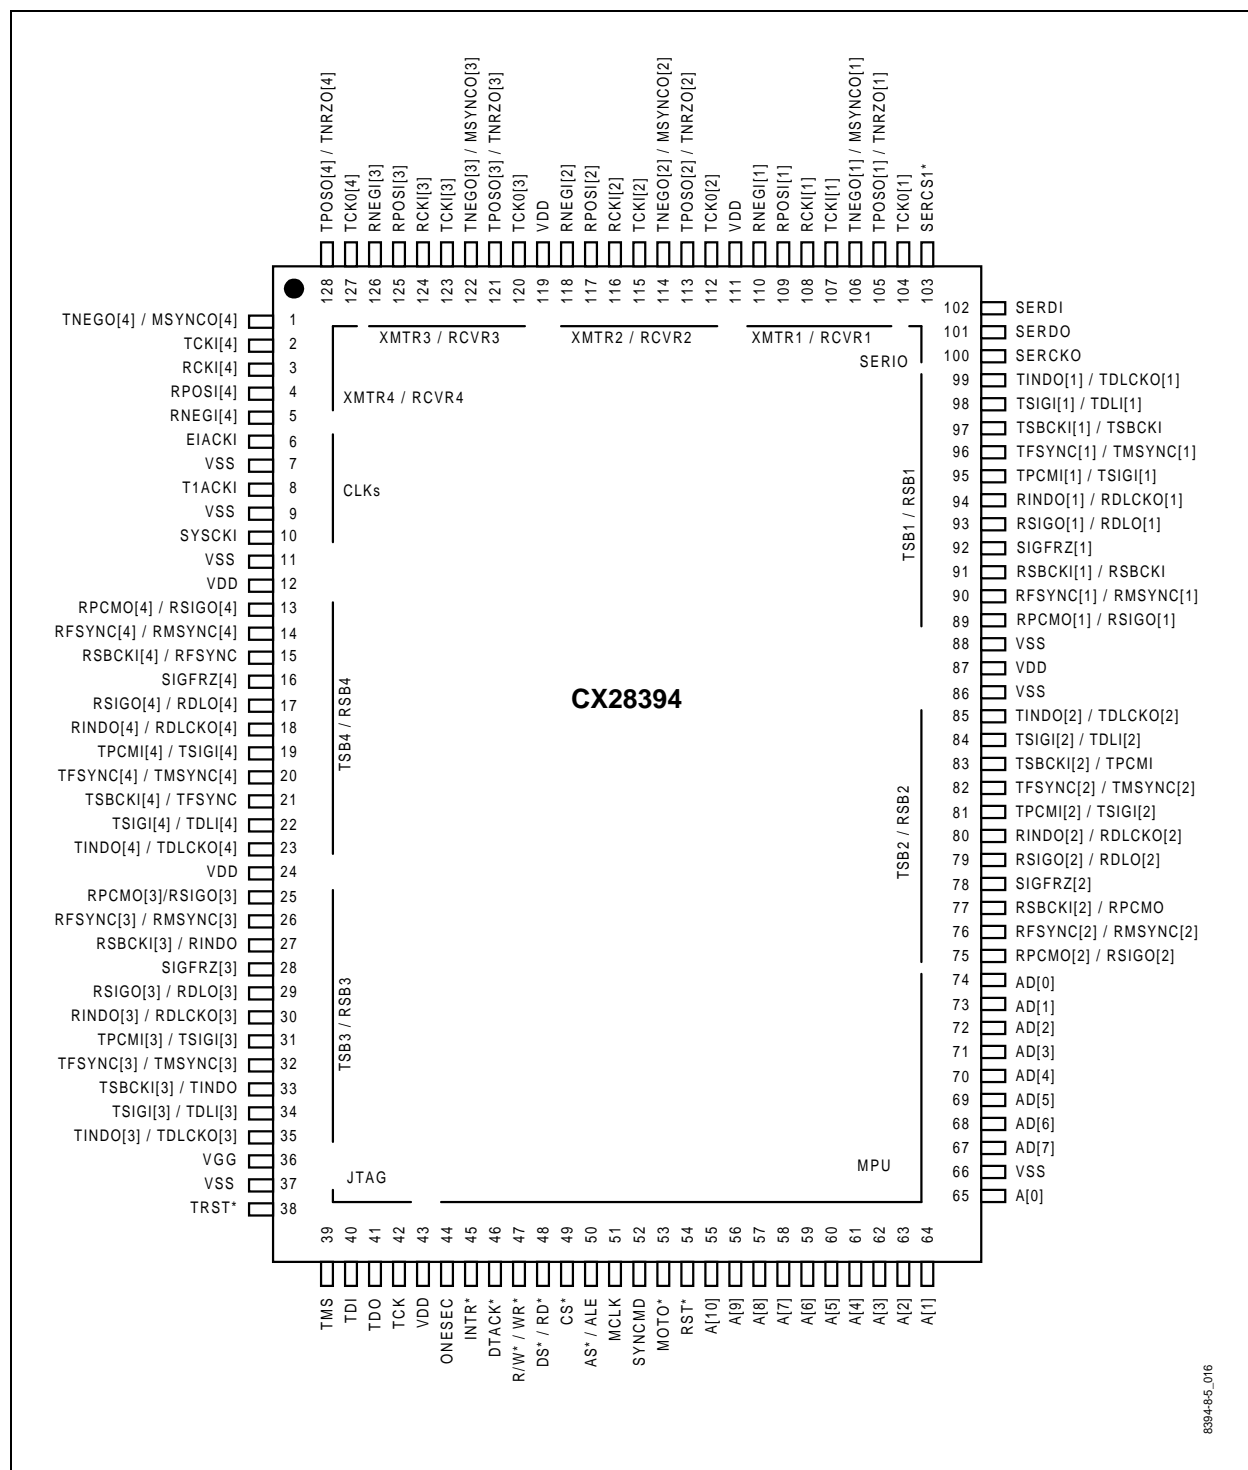 TPOSO[4] / TNRZO[4]
TCK0[4]
RNEGI[3]
RPOSI[3]
RCKI[3]
TCKI[3]
TNEGO[3] / MSYNCO[3]
TPOSO[3] / TNRZO[3]
TCK0[3]
VDD
RNEGI[2]
RPOSI[2]
RCKI[2]
TCKI[2]
TNEGO[2] / MSYNCO[2]
TPOSO[2] / TNRZO[2]
TCK0[2]
VDD
RNEGI[1]
RPOSI[1]
RCKI[1]
TCKI[1]
TNEGO[1] / MSYNCO[1]
TPOSO[1] / TNRZO[1]
TCK0[1]
SERCS1*
128
127
126
125
124
123
122
121
120
119
118
117
116
115
114
113
112
111
110
109
108
107
106
105
104
103
TNEGO[4] / MSYNCO[4] 1
TCKI[4] 2
RCKI[4] 3
RPOSI[4] 4
RNEGI[4] 5
EIACKI 6
VSS 7
T1ACKI 8
VSS 9
SYSCKI 10
VSS 11
VDD 12
RPCMO[4] / RSIGO[4] 13
RFSYNC[4] / RMSYNC[4] 14
RSBCKI[4] / RFSYNC 15
SIGFRZ[4] 16
RSIGO[4] / RDLO[4] 17
RINDO[4] / RDLCKO[4] 18
TPCMI[4] / TSIGI[4] 19
TFSYNC[4] / TMSYNC[4] 20
TSBCKI[4] / TFSYNC 21
TSIGI[4] / TDLI[4] 22
TINDO[4] / TDLCKO[4] 23
VDD 24
RPCMO[3]/RSIGO[3] 25
RFSYNC[3] / RMSYNC[3] 26
RSBCKI[3] / RINDO 27
SIGFRZ[3] 28
RSIGO[3] / RDLO[3] 29
RINDO[3] / RDLCKO[3] 30
TPCMI[3] / TSIGI[3] 31
TFSYNC[3] / TMSYNC[3] 32
TSBCKI[3] / TINDO 33
TSIGI[3] / TDLI[3] 34
TINDO[3] / TDLCKO[3] 35
VGG 36
VSS 37
TRST* 38
XMTR3 / RCVR3
XMTR2 / RCVR2
XMTR1 / RCVR1
SERIO
XMTR4 / RCVR4
CLKs
TSB1 / RSB1
TSB4 / RSB4
CX28394
TSB2 / RSB2
TSB3 / RSB3
MPU
JTAG
102 SERDI
101 SERDO
100 SERCKO
99 TINDO[1] / TDLCKO[1]
98 TSIGI[1] / TDLI[1]
97 TSBCKI[1] / TSBCKI
96 TFSYNC[1] / TMSYNC[1]
95 TPCMI[1] / TSIGI[1]
94 RINDO[1] / RDLCKO[1]
93 RSIGO[1] / RDLO[1]
92 SIGFRZ[1]
91 RSBCKI[1] / RSBCKI
90 RFSYNC[1] / RMSYNC[1]
89 RPCMO[1] / RSIGO[1]
88 VSS
87 VDD
86 VSS
85 TINDO[2] / TDLCKO[2]
84 TSIGI[2] / TDLI[2]
83 TSBCKI[2] / TPCMI
82 TFSYNC[2] / TMSYNC[2]
81 TPCMI[2] / TSIGI[2]
80 RINDO[2] / RDLCKO[2]
79 RSIGO[2] / RDLO[2]
78 SIGFRZ[2]
77 RSBCKI[2] / RPCMO
76 RFSYNC[2] / RMSYNC[2]
75 RPCMO[2] / RSIGO[2]
74 AD[0]
73 AD[1]
72 AD[2]
71 AD[3]
70 AD[4]
69 AD[5]
68 AD[6]
67 AD[7]
66 VSS
65 A[0]
39
40
41
42
43
44
45
46
47
48
49
50
51
52
53
54
55
56
57
58
59
60
61
62
63
64
TMS
TDI
TDO
TCK
VDD
ONESEC
INTR*
DTACK*
R/W* / WR*
DS* / RD*
CS*
AS* / ALE
MCLK
SYNCMD
MOTO*
RST*
A[10]
A[9]
A[8]
A[7]
A[6]
A[5]
A[4]
A[3]
A[2]
A[1]
8394-8-5_016